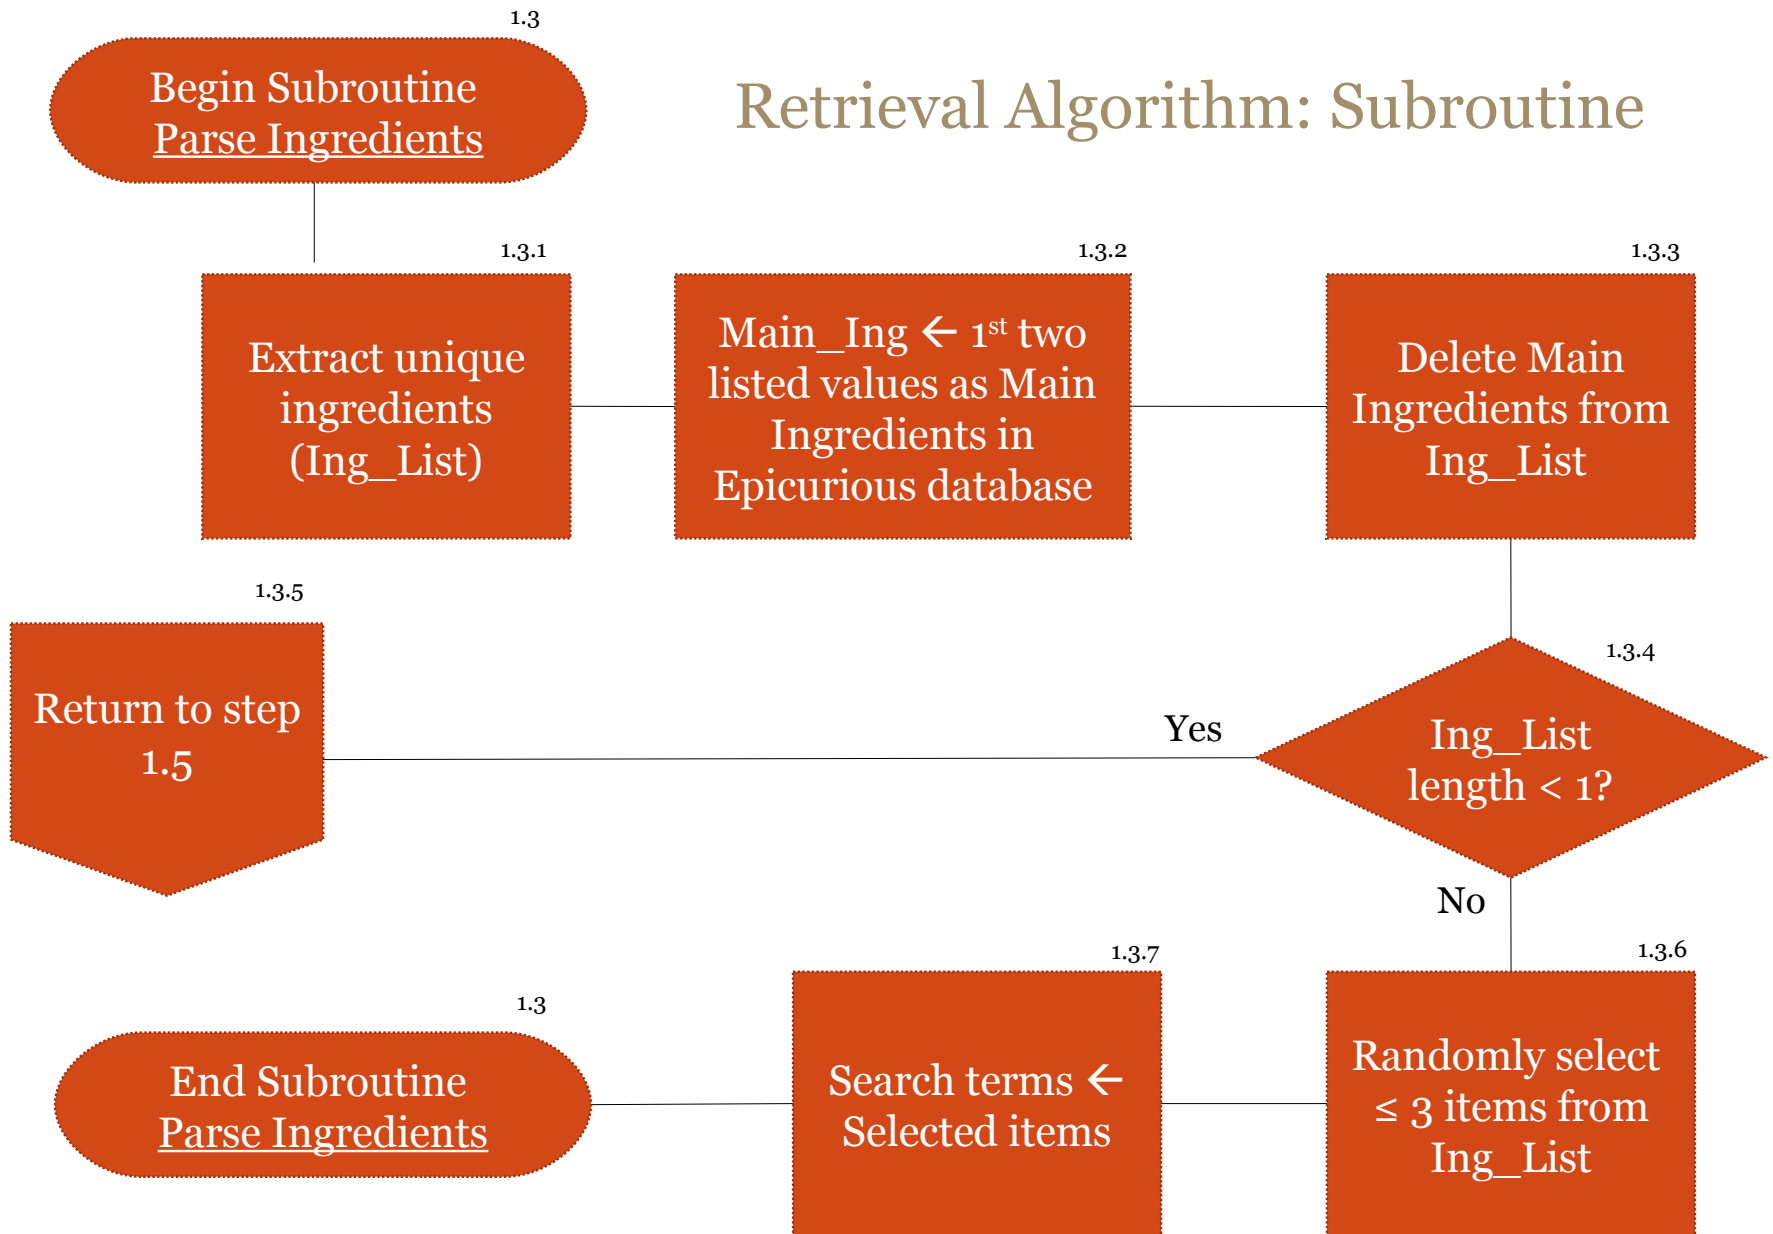 1.3
Begin Subroutine
Parse Ingredients
Retrieval Algorithm: Subroutine
1.3.1
Extract unique
ingredients
(Ing_List)
1.3.2
Main_Ing ← 1st two
listed values as Main
Ingredients in
Epicurious database
1.3.3
Delete Main
Ingredients from
Ing_List
1.3.4
Ing_List
length < 1?
Yes
1.3.5
Return to step
1.5
No
1.3.6
Randomly select
≤ 3 items from
Ing_List
1.3.7
Search terms ←
Selected items
1.3
End Subroutine
Parse Ingredients